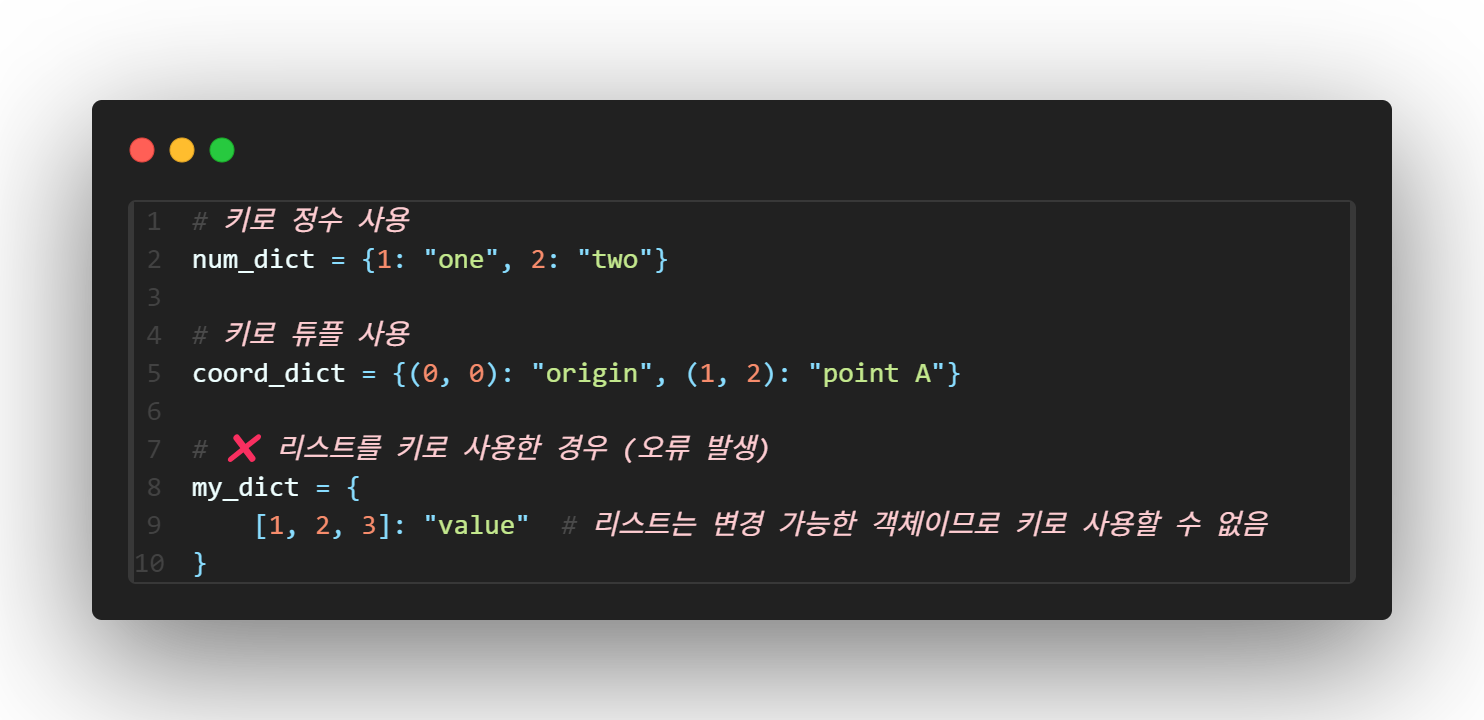 1 # 키로 정수 사용
2 num_dict = {1: "one", 2: "two"}
3
4 # 키로 튜플 사용
5 coord_dict = {(0, 0): "origin", (1, 2): "point A"}
6
7 # ❌ 리스트를 키로 사용한 경우 (오류 발생)
8 my_dict = {
9     [1, 2, 3]: "value"  # 리스트는 변경 가능한 객체이므로 키로 사용할 수 없음
10 }